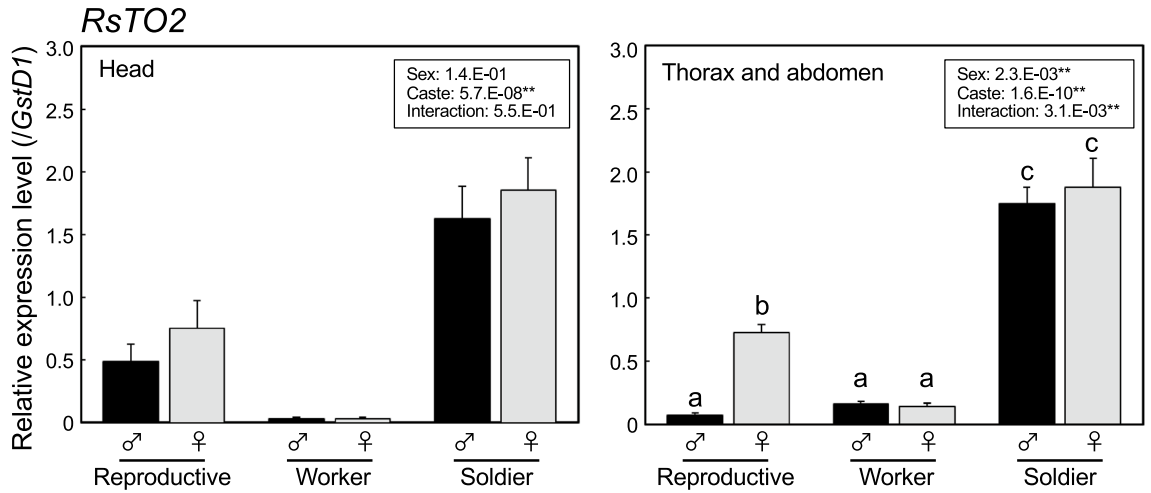 RsTO2
Relative expression level (/GstD1)
3.0
2.5
2.0
1.5
1.0
0.5
0
Head
Sex: 1.4.E-01
Caste: 5.7.E-08**
Interaction: 5.5.E-01
♂ ♀ ♂ ♀ ♂ ♀
Reproductive Worker Soldier
3.0
2.5
2.0
1.5
1.0
0.5
0
Thorax and abdomen
Sex: 2.3.E-03**
Caste: 1.6.E-10**
Interaction: 3.1.E-03**
a b a a c c
♂ ♀ ♂ ♀ ♂ ♀
Reproductive Worker Soldier